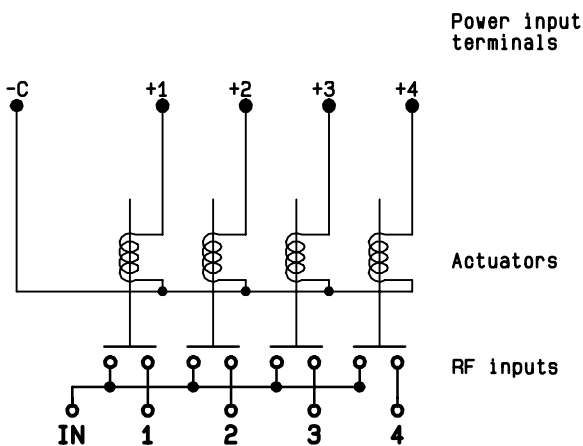 Power input
terminals
-C +1 +2 +3 +4
Actuators
RF inputs
IN 1 2 3 4